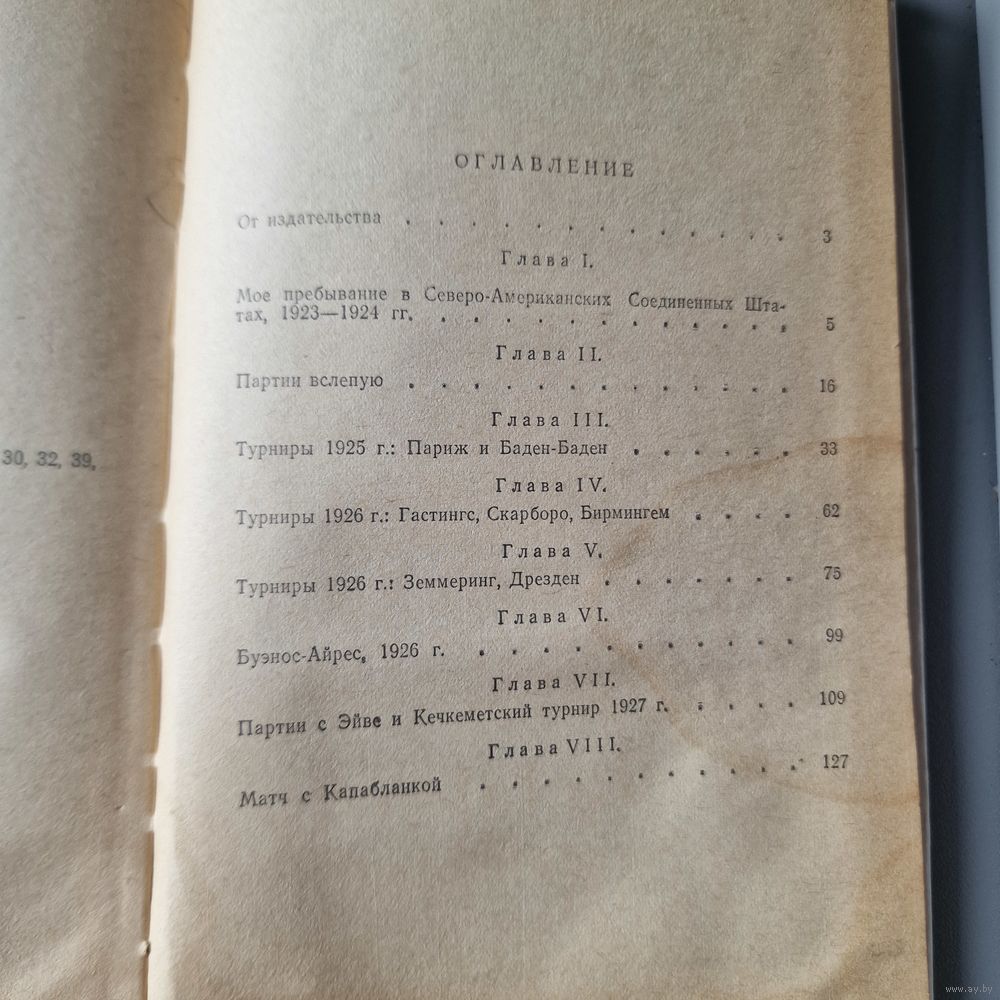 30, 32, 39,
ОГЛАВЛЕНИЕ
От издательства . . . . . . . . . . . . 3
Глава I.
Мое пребывание в Северо-Американских Соединенных Шта-
тах, 1923—1924 гг. . . . . . . . . . . . 5
Глава II.
Партии вслепую . . . . . . . . . . . . 16
Глава III.
Турниры 1925 г.: Париж и Баден-Баден . . . . . 33
Глава IV.
Турниры 1926 г.: Гастингс, Скарборо, Бирмингем . . . . 62
Глава V.
Турниры 1926 г.: Земмеринг, Дрезден . . . . . . . 75
Глава VI.
Буэнос-Айрес, 1926 г. . . . . . . . . . . 99
Глава VII.
Партии с Эйве и Кечкеметский турнир 1927 г. . . . . 109
Глава VIII.
Матч с Капабланкой . . . . . . . . . . 127
www.ay.by